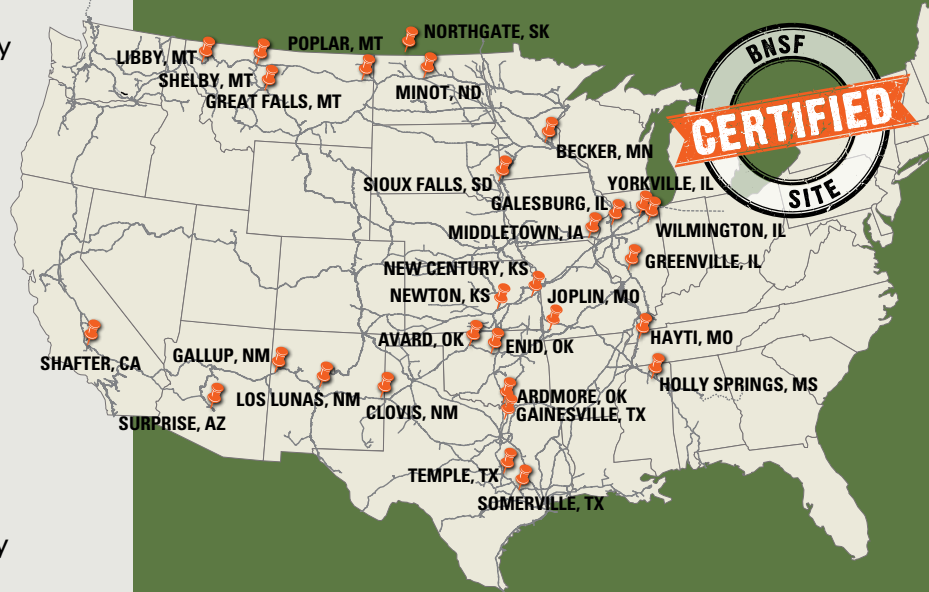 y
NORTHGATE, SK
POPLAR, MT
LIBBY, MT
SHELBY, MT
GREAT FALLS, MT
MINOT, ND
BNSF
CERTIFIED
SITE
BECKER, MN
SIOUX FALLS, SD
YORKVILLE, IL
GALESBURG, IL
MIDDLETOWN, IA
WILMINGTON, IL
GREENVILLE, IL
NEW CENTURY, KS
NEWTON, KS
JOPLIN, MO
AVARD, OK
ENID, OK
HAYTI, MO
SHAFTER, CA
GALLUP, NM
LOS LUNAS, NM
CLOVIS, NM
HOLLY SPRINGS, MS
ARDMORE, OK
GAINESVILLE, TX
SURPRISE, AZ
TEMPLE, TX
SOMERVILLE, TX
y